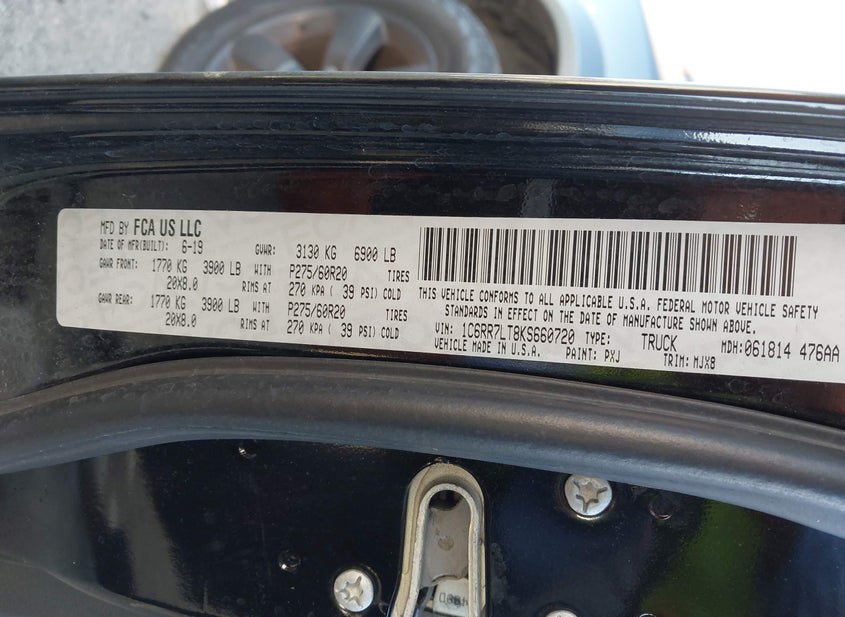 MFD BY FCA US LLC
DATE OF MFR(BUILT): 6-19 GVWR: 3130 KG 6900 LB
GAWR FRONT: 1770 KG 3900 LB WITH P275/60R20 TIRES
20X8.0 RIMS AT 270 KPA ( 39 PSI) COLD
GAWR REAR: 1770 KG 3900 LB WITH P275/60R20 TIRES
20X8.0 RIMS AT 270 KPA ( 39 PSI) COLD
THIS VEHICLE CONFORMS TO ALL APPLICABLE U.S.A. FEDERAL MOTOR VEHICLE SAFETY
STANDARDS IN EFFECT ON THE DATE OF MANUFACTURE SHOWN ABOVE.
VIN: 1C6RR7LT8KS660720 TYPE: TRUCK MDH:061814 476AA
VEHICLE MADE IN U.S.A. PAINT: PXJ TRIM: MJX8